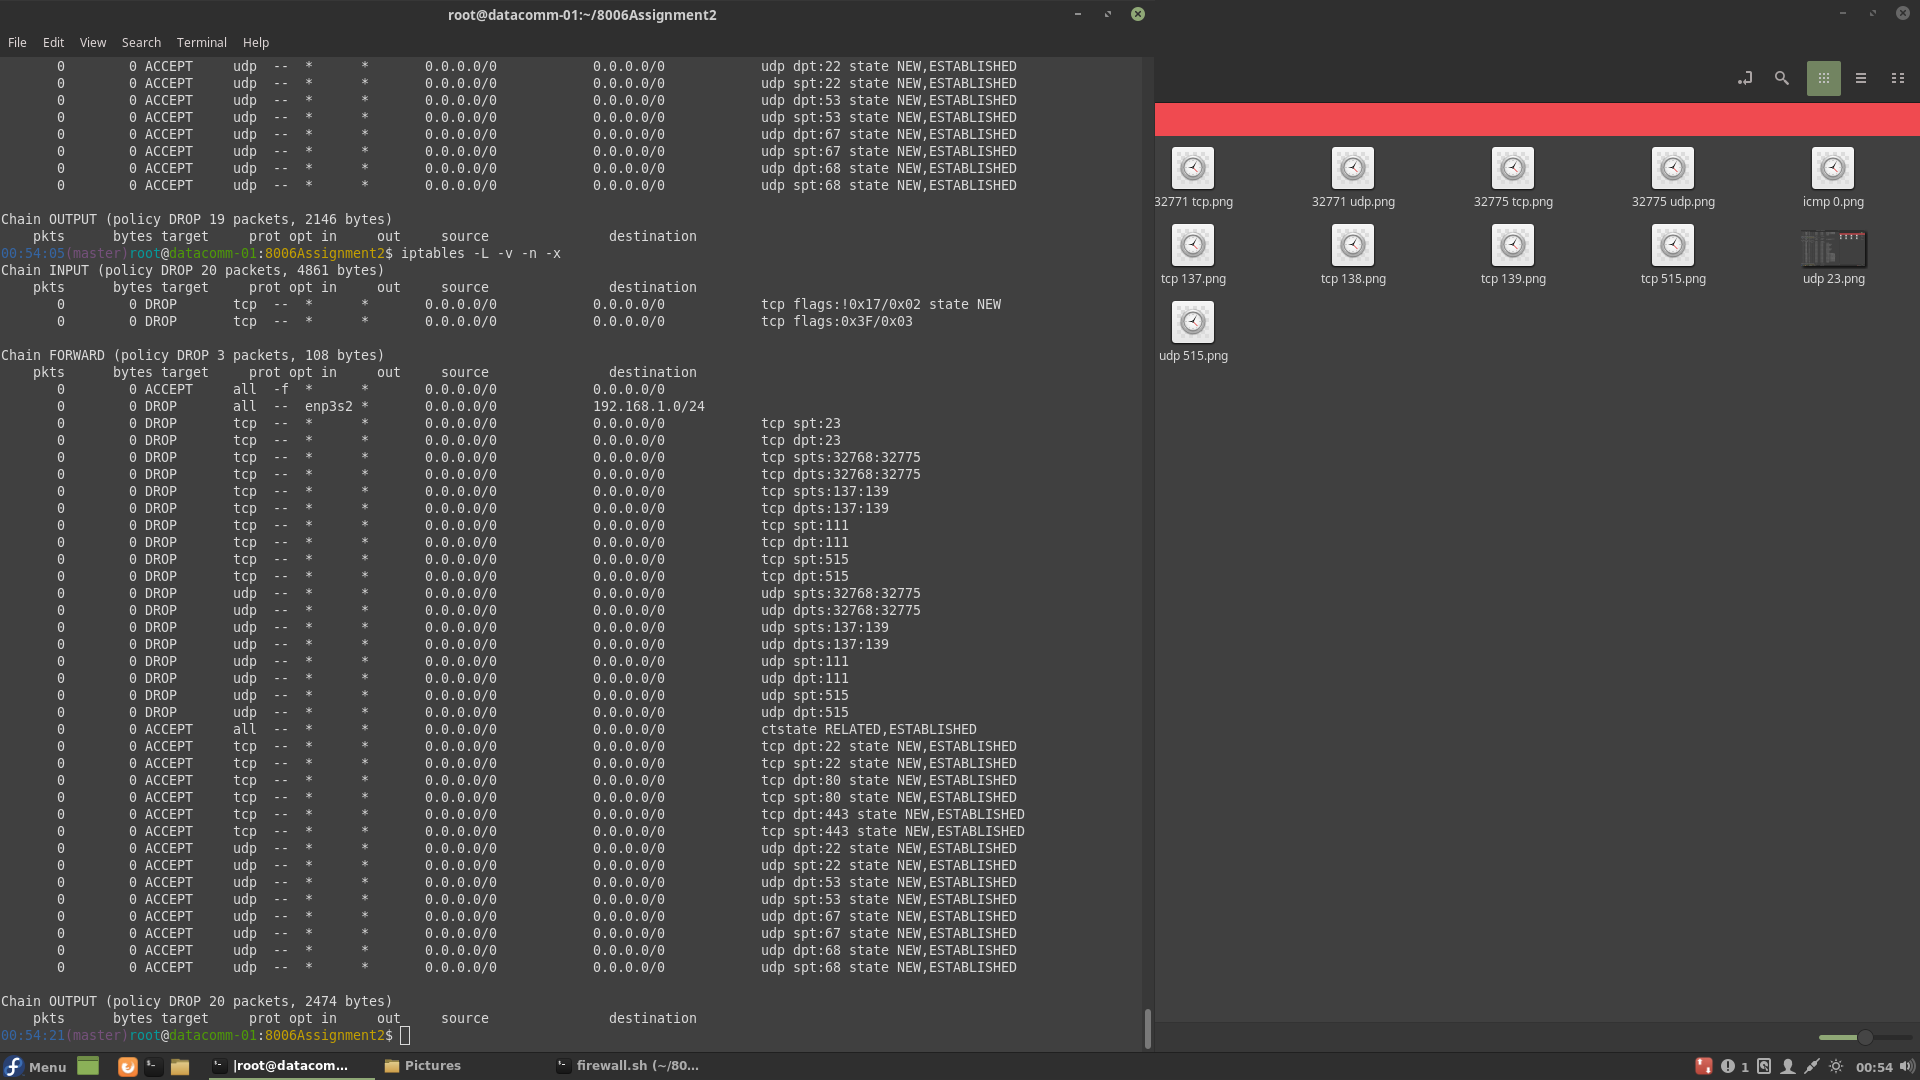 root@datacomm-01:~/8006Assignment2
File Edit View Search Terminal Help
0 0 ACCEPT udp -- * * 0.0.0.0/0 0.0.0.0/0 udp dpt:22 state NEW,ESTABLISHED
0 0 ACCEPT udp -- * * 0.0.0.0/0 0.0.0.0/0 udp spt:22 state NEW,ESTABLISHED
0 0 ACCEPT udp -- * * 0.0.0.0/0 0.0.0.0/0 udp dpt:53 state NEW,ESTABLISHED
0 0 ACCEPT udp -- * * 0.0.0.0/0 0.0.0.0/0 udp spt:53 state NEW,ESTABLISHED
0 0 ACCEPT udp -- * * 0.0.0.0/0 0.0.0.0/0 udp dpt:67 state NEW,ESTABLISHED
0 0 ACCEPT udp -- * * 0.0.0.0/0 0.0.0.0/0 udp spt:67 state NEW,ESTABLISHED
0 0 ACCEPT udp -- * * 0.0.0.0/0 0.0.0.0/0 udp dpt:68 state NEW,ESTABLISHED
0 0 ACCEPT udp -- * * 0.0.0.0/0 0.0.0.0/0 udp spt:68 state NEW,ESTABLISHED
Chain OUTPUT (policy DROP 19 packets, 2146 bytes)
pkts bytes target prot opt in out source destination
00:54:05(master)root@datacomm-01:8006Assignment2$ iptables -L -v -n -x
Chain INPUT (policy DROP 20 packets, 4861 bytes)
pkts bytes target prot opt in out source destination
0 0 DROP tcp -- * * 0.0.0.0/0 0.0.0.0/0 tcp flags:!0x17/0x02 state NEW
0 0 DROP tcp -- * * 0.0.0.0/0 0.0.0.0/0 tcp flags:0x3F/0x03
Chain FORWARD (policy DROP 3 packets, 108 bytes)
pkts bytes target prot opt in out source destination
0 0 ACCEPT all -f * * 0.0.0.0/0 0.0.0.0/0
0 0 DROP all -- enp3s2 * 0.0.0.0/0 192.168.1.0/24
0 0 DROP tcp -- * * 0.0.0.0/0 0.0.0.0/0 tcp spt:23
0 0 DROP tcp -- * * 0.0.0.0/0 0.0.0.0/0 tcp dpt:23
0 0 DROP tcp -- * * 0.0.0.0/0 0.0.0.0/0 tcp spts:32768:32775
0 0 DROP tcp -- * * 0.0.0.0/0 0.0.0.0/0 tcp dpts:32768:32775
0 0 DROP tcp -- * * 0.0.0.0/0 0.0.0.0/0 tcp spts:137:139
0 0 DROP tcp -- * * 0.0.0.0/0 0.0.0.0/0 tcp dpts:137:139
0 0 DROP tcp -- * * 0.0.0.0/0 0.0.0.0/0 tcp spt:111
0 0 DROP tcp -- * * 0.0.0.0/0 0.0.0.0/0 tcp dpt:111
0 0 DROP tcp -- * * 0.0.0.0/0 0.0.0.0/0 tcp spt:515
0 0 DROP tcp -- * * 0.0.0.0/0 0.0.0.0/0 tcp dpt:515
0 0 DROP udp -- * * 0.0.0.0/0 0.0.0.0/0 udp spts:32768:32775
0 0 DROP udp -- * * 0.0.0.0/0 0.0.0.0/0 udp dpts:32768:32775
0 0 DROP udp -- * * 0.0.0.0/0 0.0.0.0/0 udp spts:137:139
0 0 DROP udp -- * * 0.0.0.0/0 0.0.0.0/0 udp dpts:137:139
0 0 DROP udp -- * * 0.0.0.0/0 0.0.0.0/0 udp spt:111
0 0 DROP udp -- * * 0.0.0.0/0 0.0.0.0/0 udp dpt:111
0 0 DROP udp -- * * 0.0.0.0/0 0.0.0.0/0 udp spt:515
0 0 DROP udp -- * * 0.0.0.0/0 0.0.0.0/0 udp dpt:515
0 0 ACCEPT all -- * * 0.0.0.0/0 0.0.0.0/0 ctstate RELATED,ESTABLISHED
0 0 ACCEPT tcp -- * * 0.0.0.0/0 0.0.0.0/0 tcp dpt:22 state NEW,ESTABLISHED
0 0 ACCEPT tcp -- * * 0.0.0.0/0 0.0.0.0/0 tcp spt:22 state NEW,ESTABLISHED
0 0 ACCEPT tcp -- * * 0.0.0.0/0 0.0.0.0/0 tcp dpt:80 state NEW,ESTABLISHED
0 0 ACCEPT tcp -- * * 0.0.0.0/0 0.0.0.0/0 tcp spt:80 state NEW,ESTABLISHED
0 0 ACCEPT tcp -- * * 0.0.0.0/0 0.0.0.0/0 tcp dpt:443 state NEW,ESTABLISHED
0 0 ACCEPT tcp -- * * 0.0.0.0/0 0.0.0.0/0 tcp spt:443 state NEW,ESTABLISHED
0 0 ACCEPT udp -- * * 0.0.0.0/0 0.0.0.0/0 udp dpt:22 state NEW,ESTABLISHED
0 0 ACCEPT udp -- * * 0.0.0.0/0 0.0.0.0/0 udp spt:22 state NEW,ESTABLISHED
0 0 ACCEPT udp -- * * 0.0.0.0/0 0.0.0.0/0 udp dpt:53 state NEW,ESTABLISHED
0 0 ACCEPT udp -- * * 0.0.0.0/0 0.0.0.0/0 udp spt:53 state NEW,ESTABLISHED
0 0 ACCEPT udp -- * * 0.0.0.0/0 0.0.0.0/0 udp dpt:67 state NEW,ESTABLISHED
0 0 ACCEPT udp -- * * 0.0.0.0/0 0.0.0.0/0 udp spt:67 state NEW,ESTABLISHED
0 0 ACCEPT udp -- * * 0.0.0.0/0 0.0.0.0/0 udp dpt:68 state NEW,ESTABLISHED
0 0 ACCEPT udp -- * * 0.0.0.0/0 0.0.0.0/0 udp spt:68 state NEW,ESTABLISHED
Chain OUTPUT (policy DROP 20 packets, 2474 bytes)
pkts bytes target prot opt in out source destination
00:54:21(master)root@datacomm-01:8006Assignment2$
32771 tcp.png 32771 udp.png 32775 tcp.png 32775 udp.png icmp 0.png
tcp 137.png tcp 138.png tcp 139.png tcp 515.png udp 23.png
udp 515.png
Menu |root@datacom... Pictures firewall.sh (~/80... 1 00:54